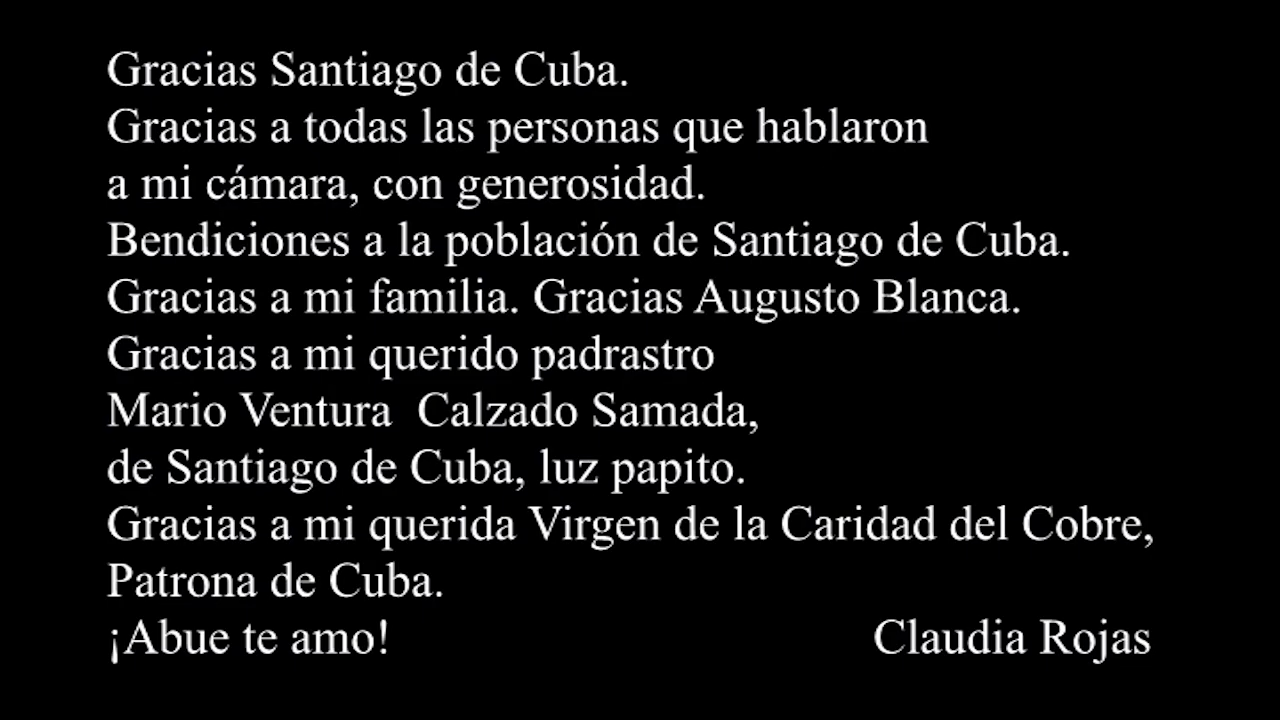 Gracias Santiago de Cuba.
Gracias a todas las personas que hablaron
a mi cámara, con generosidad.
Bendiciones a la población de Santiago de Cuba.
Gracias a mi familia. Gracias Augusto Blanca.
Gracias a mi querido padrastro
Mario Ventura  Calzado Samada,
de Santiago de Cuba, luz papito.
Gracias a mi querida Virgen de la Caridad del Cobre,
Patrona de Cuba.
¡Abue te amo! Claudia Rojas